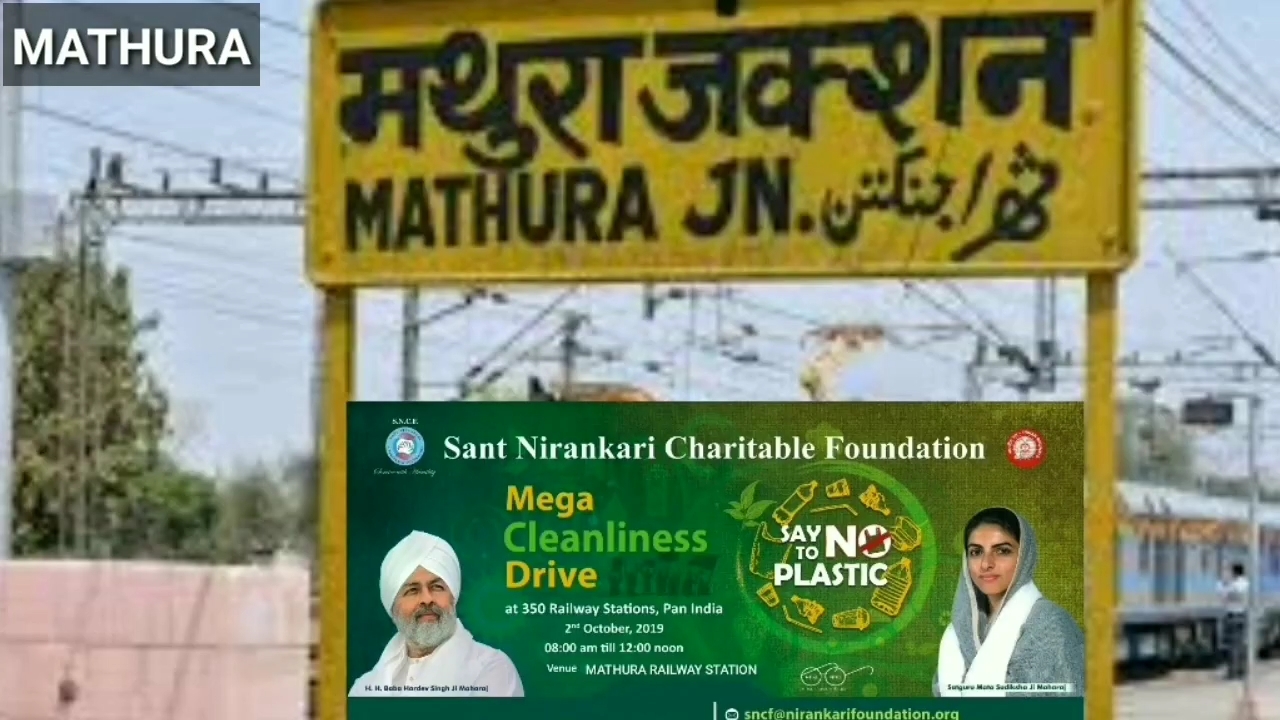 MATHURA
मथुरा जंक्शन
MATHURA JN. متھرا جنکشن
S.N.C.F.
Sant Nirankari Charitable Foundation
Mega
Cleanliness
Drive
at 350 Railway Stations, Pan India
2nd October, 2019
08:00 am till 12:00 noon
Venue MATHURA RAILWAY STATION
SAY TO NO
PLASTIC
H. H. Baba Hardev Singh Ji Maharaj
Satguru Mata Sudiksha Ji Maharaj
sncf@nirankarifoundation.org